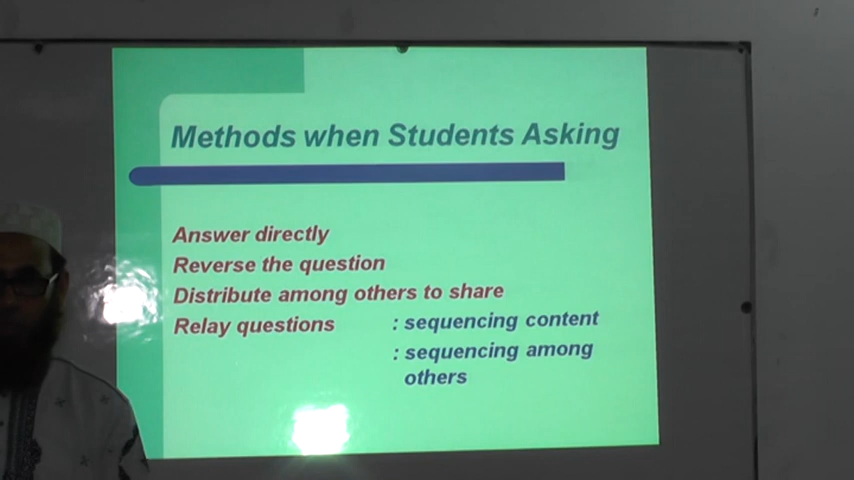 Methods when Students Asking
Answer directly
Reverse the question
Distribute among others to share
Relay questions : sequencing content
: sequencing among
others